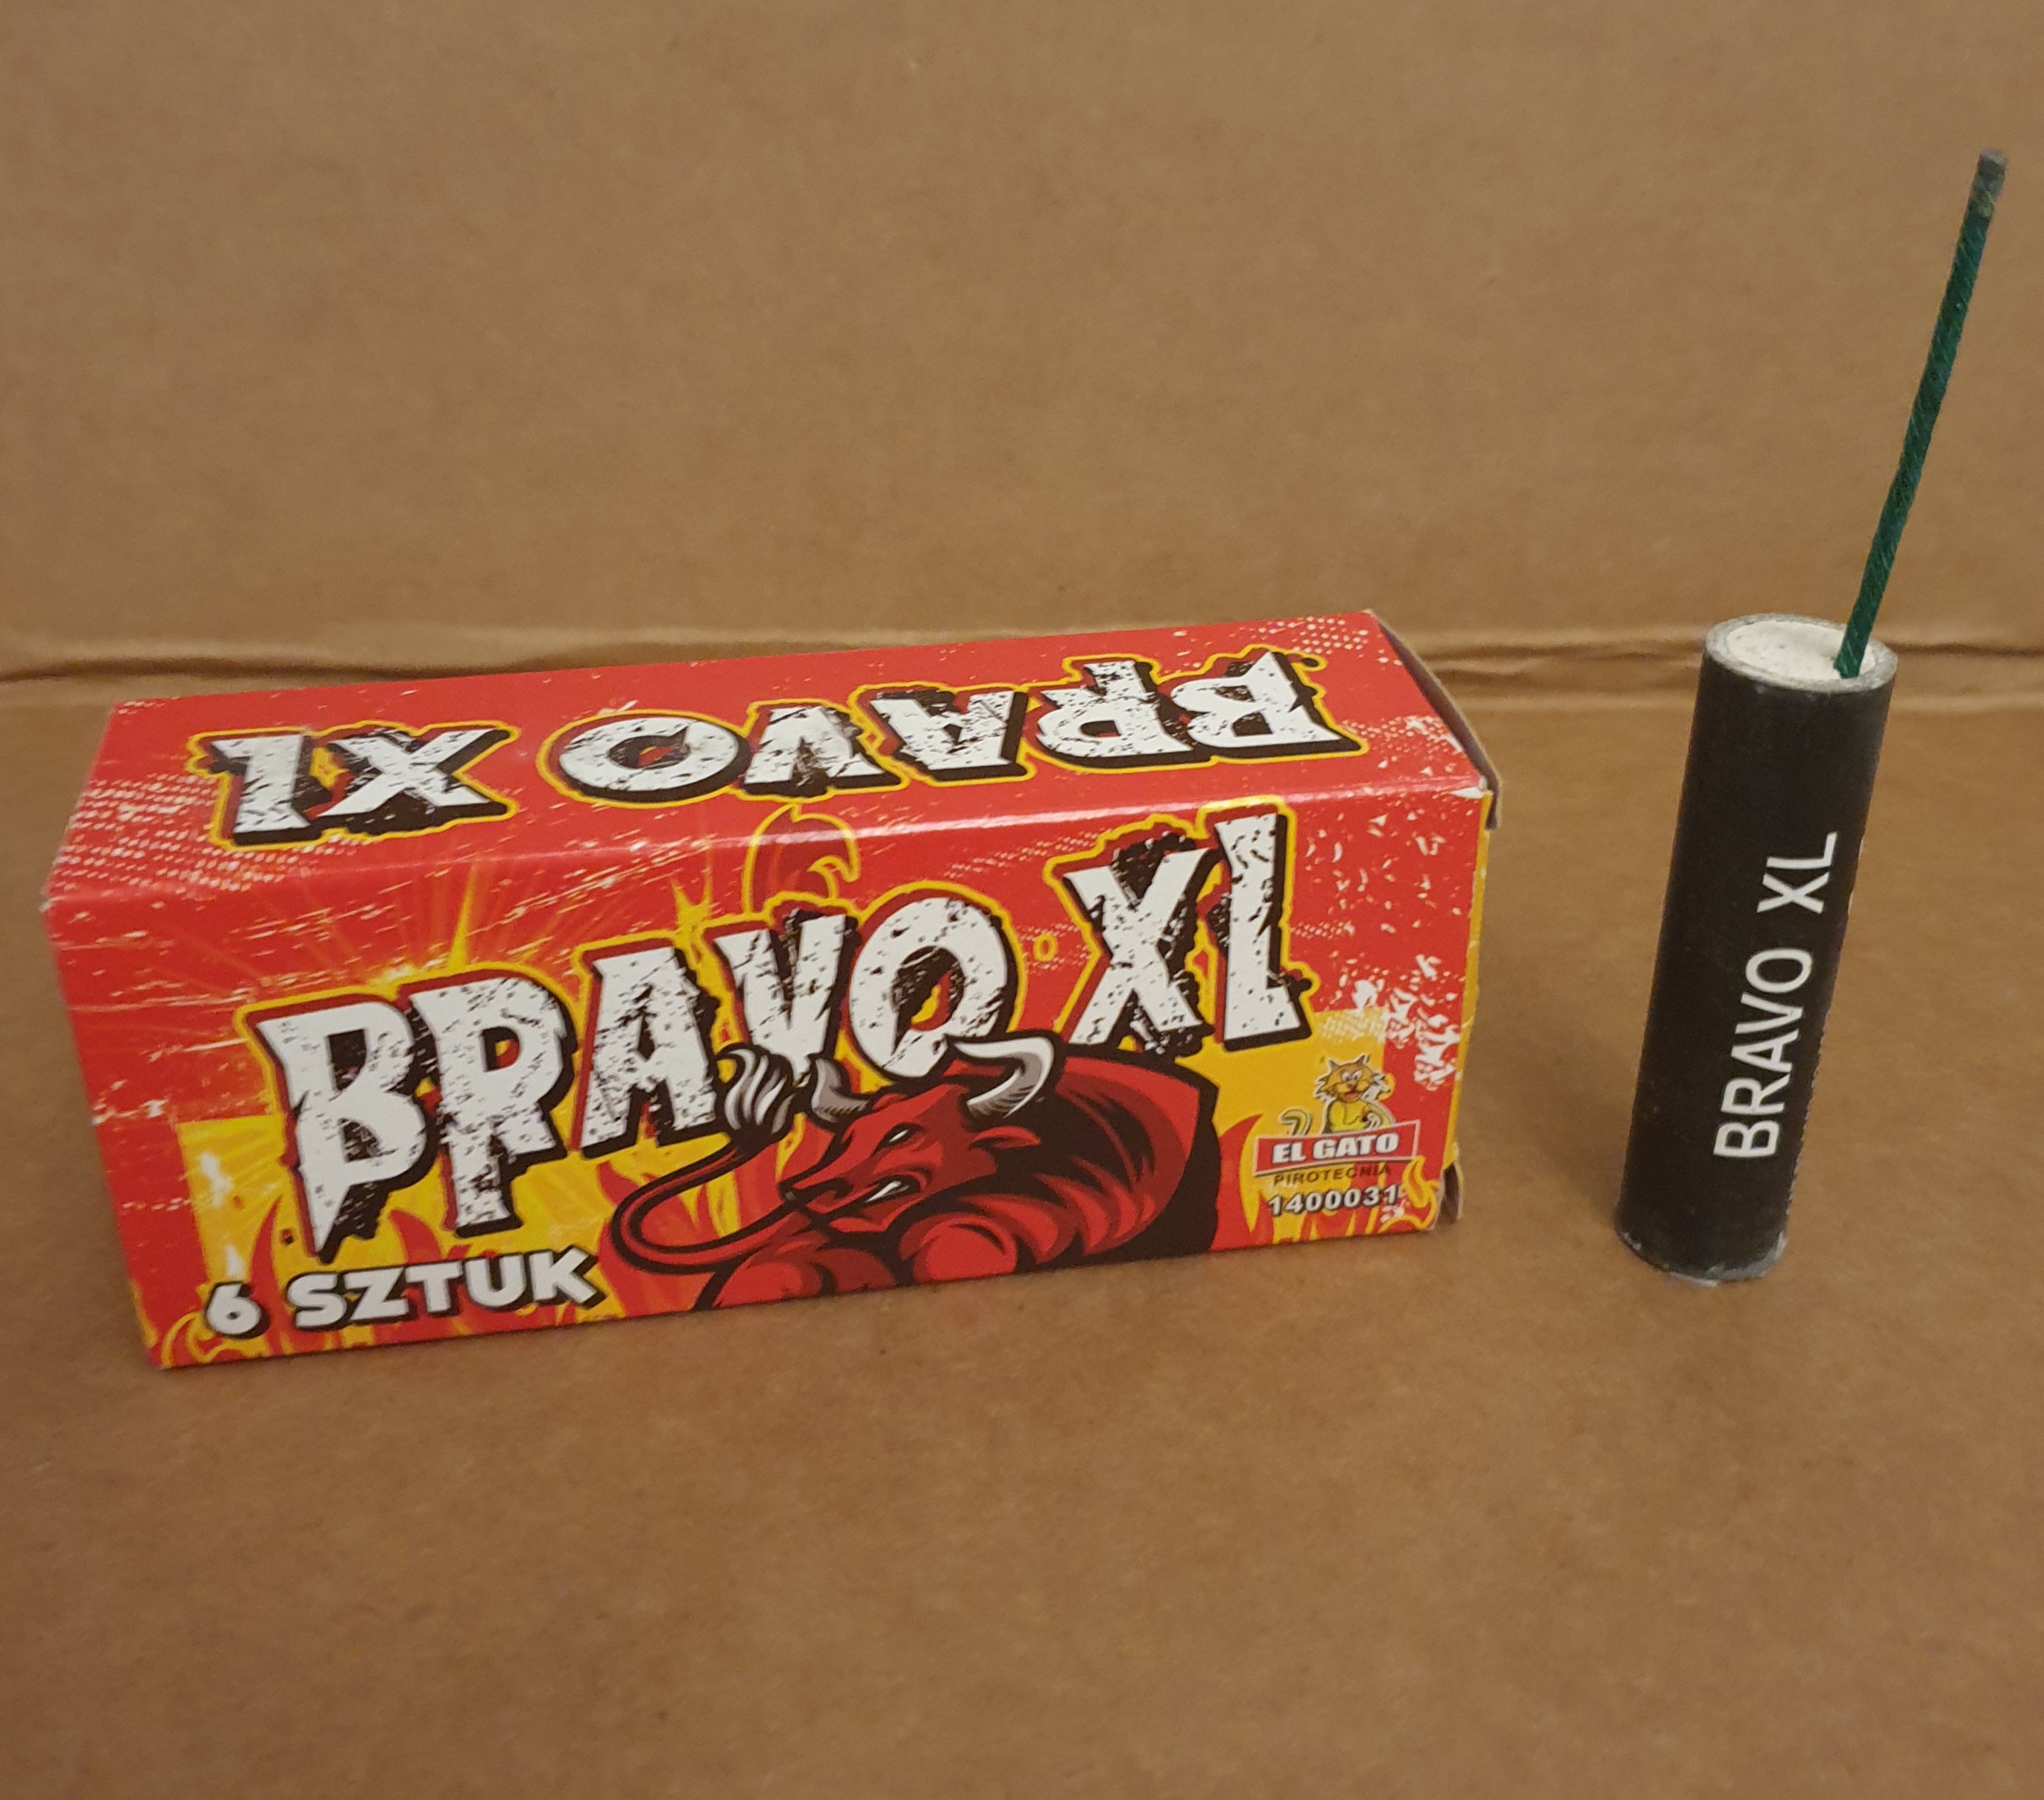 BRAVO XL
BRAVO XL
6 SZTUK
EL GATO
PIROTECNIA
1400031
BRAVO XL